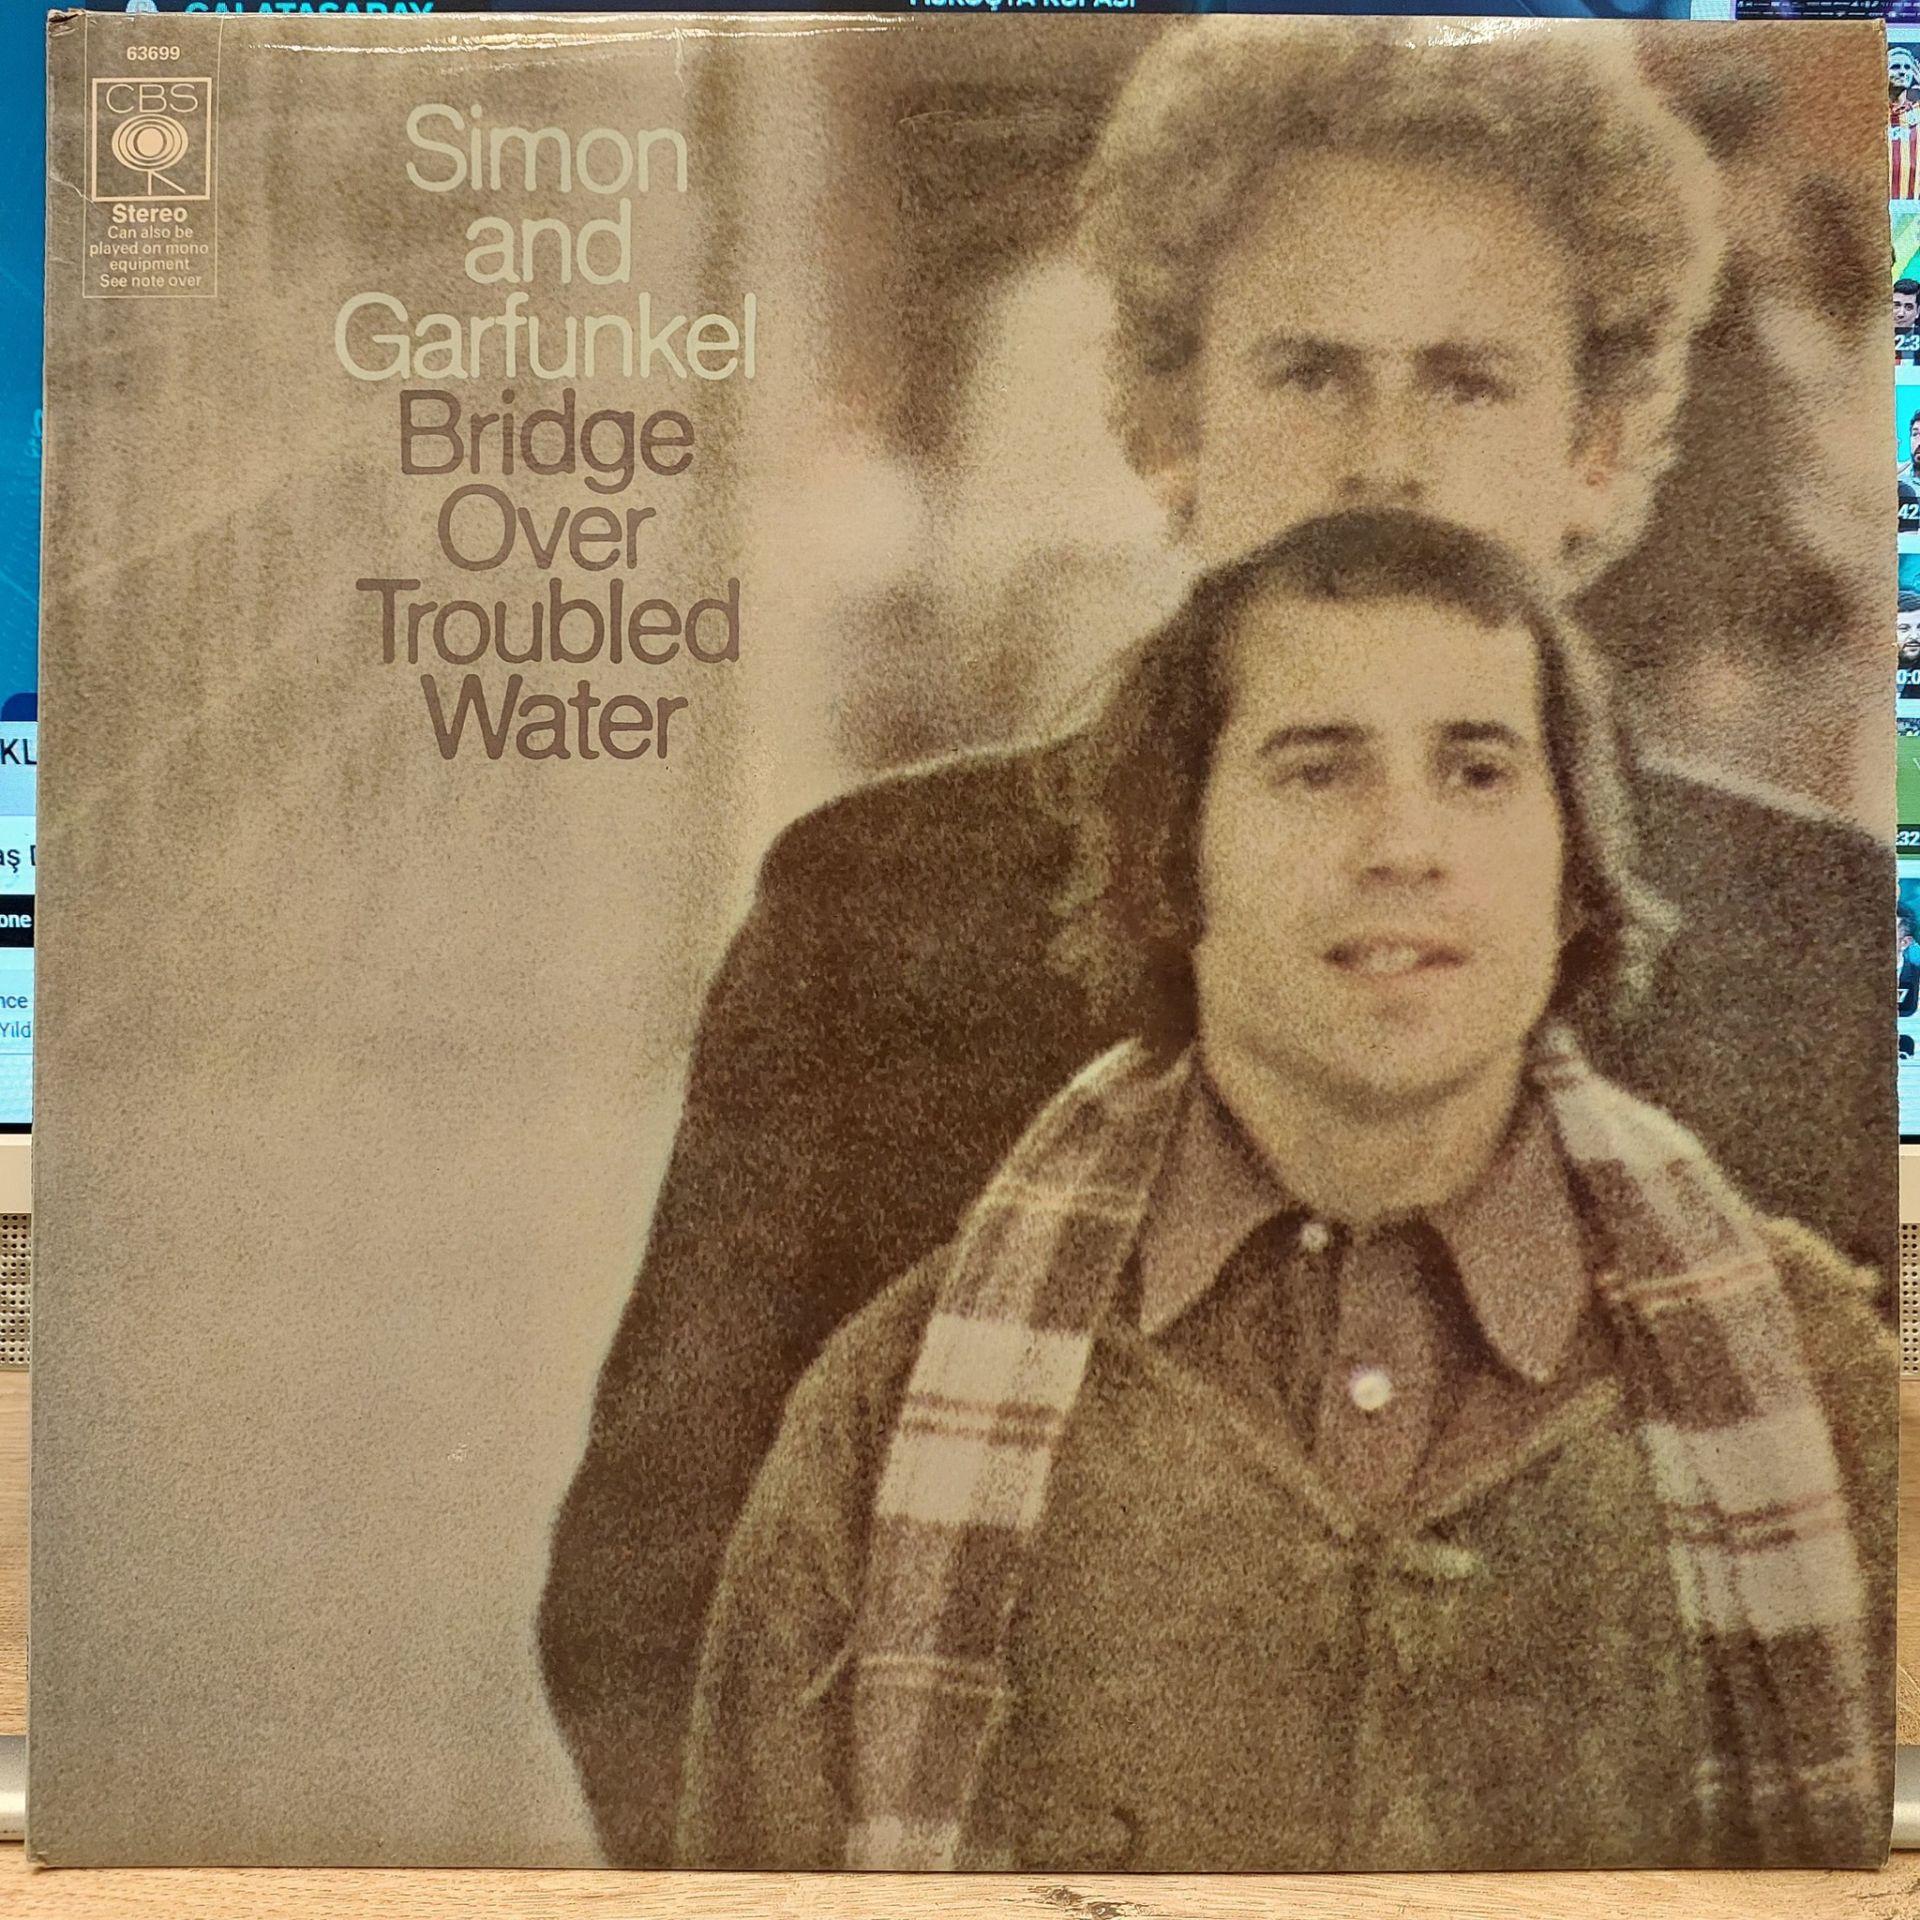 GALATASARAY
63699
CBS
Stereo
Can also be
played on mono
equipment
See note over
Simon
and
Garfunkel
Bridge
Over
Troubled
Water